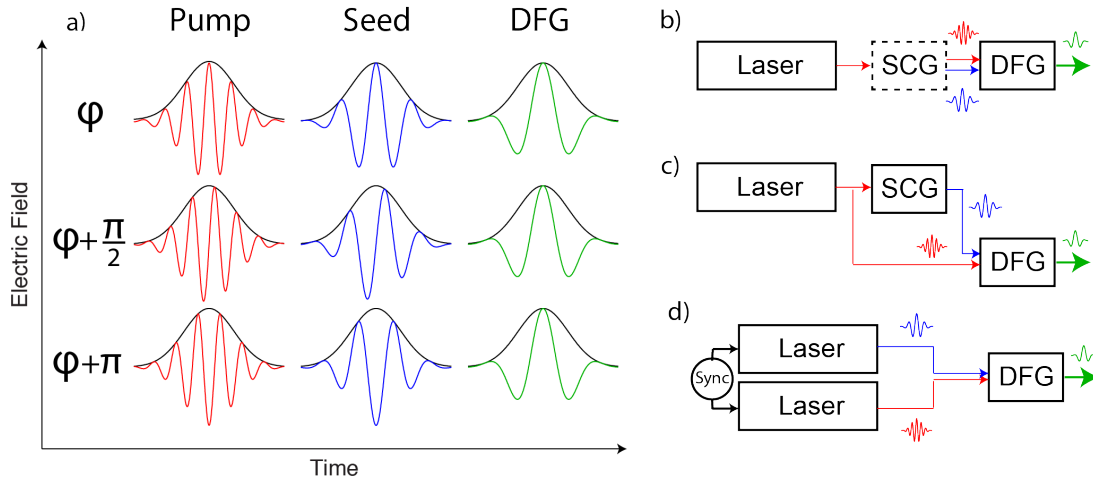 a)
Pump
Seed
DFG
Electric Field
φ
φ+π/2
φ+π
Time
b)
Laser
SCG
DFG
c)
Laser
SCG
DFG
d)
Sync
Laser
Laser
DFG